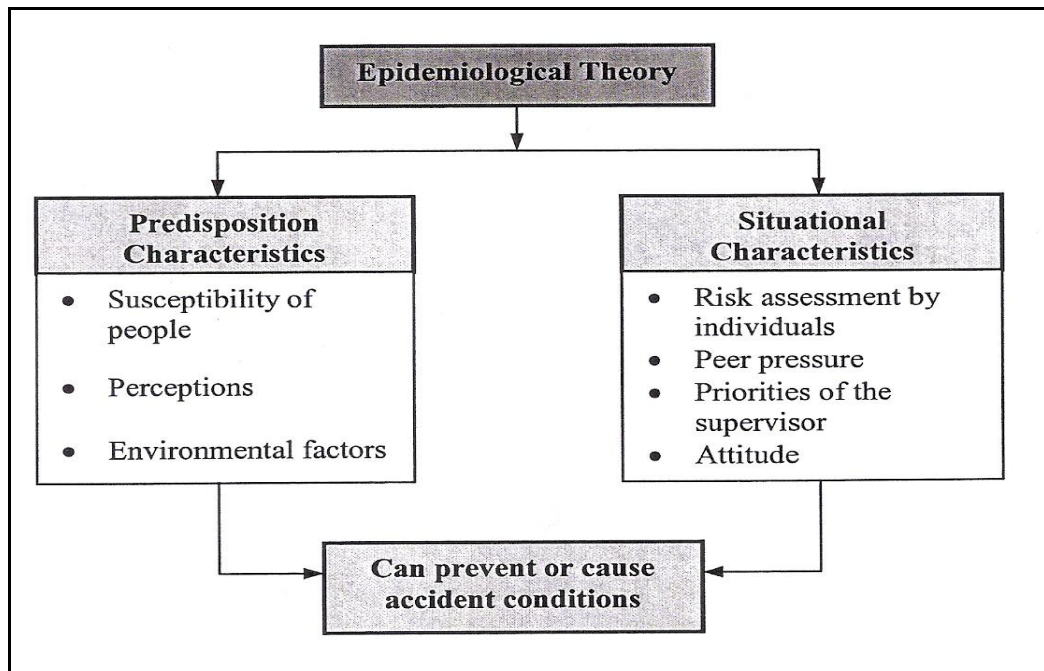 Epidemiological Theory
Predisposition
Characteristics
• Susceptibility of
people
• Perceptions
• Environmental factors
Situational
Characteristics
• Risk assessment by
individuals
• Peer pressure
• Priorities of the
supervisor
• Attitude
Can prevent or cause
accident conditions